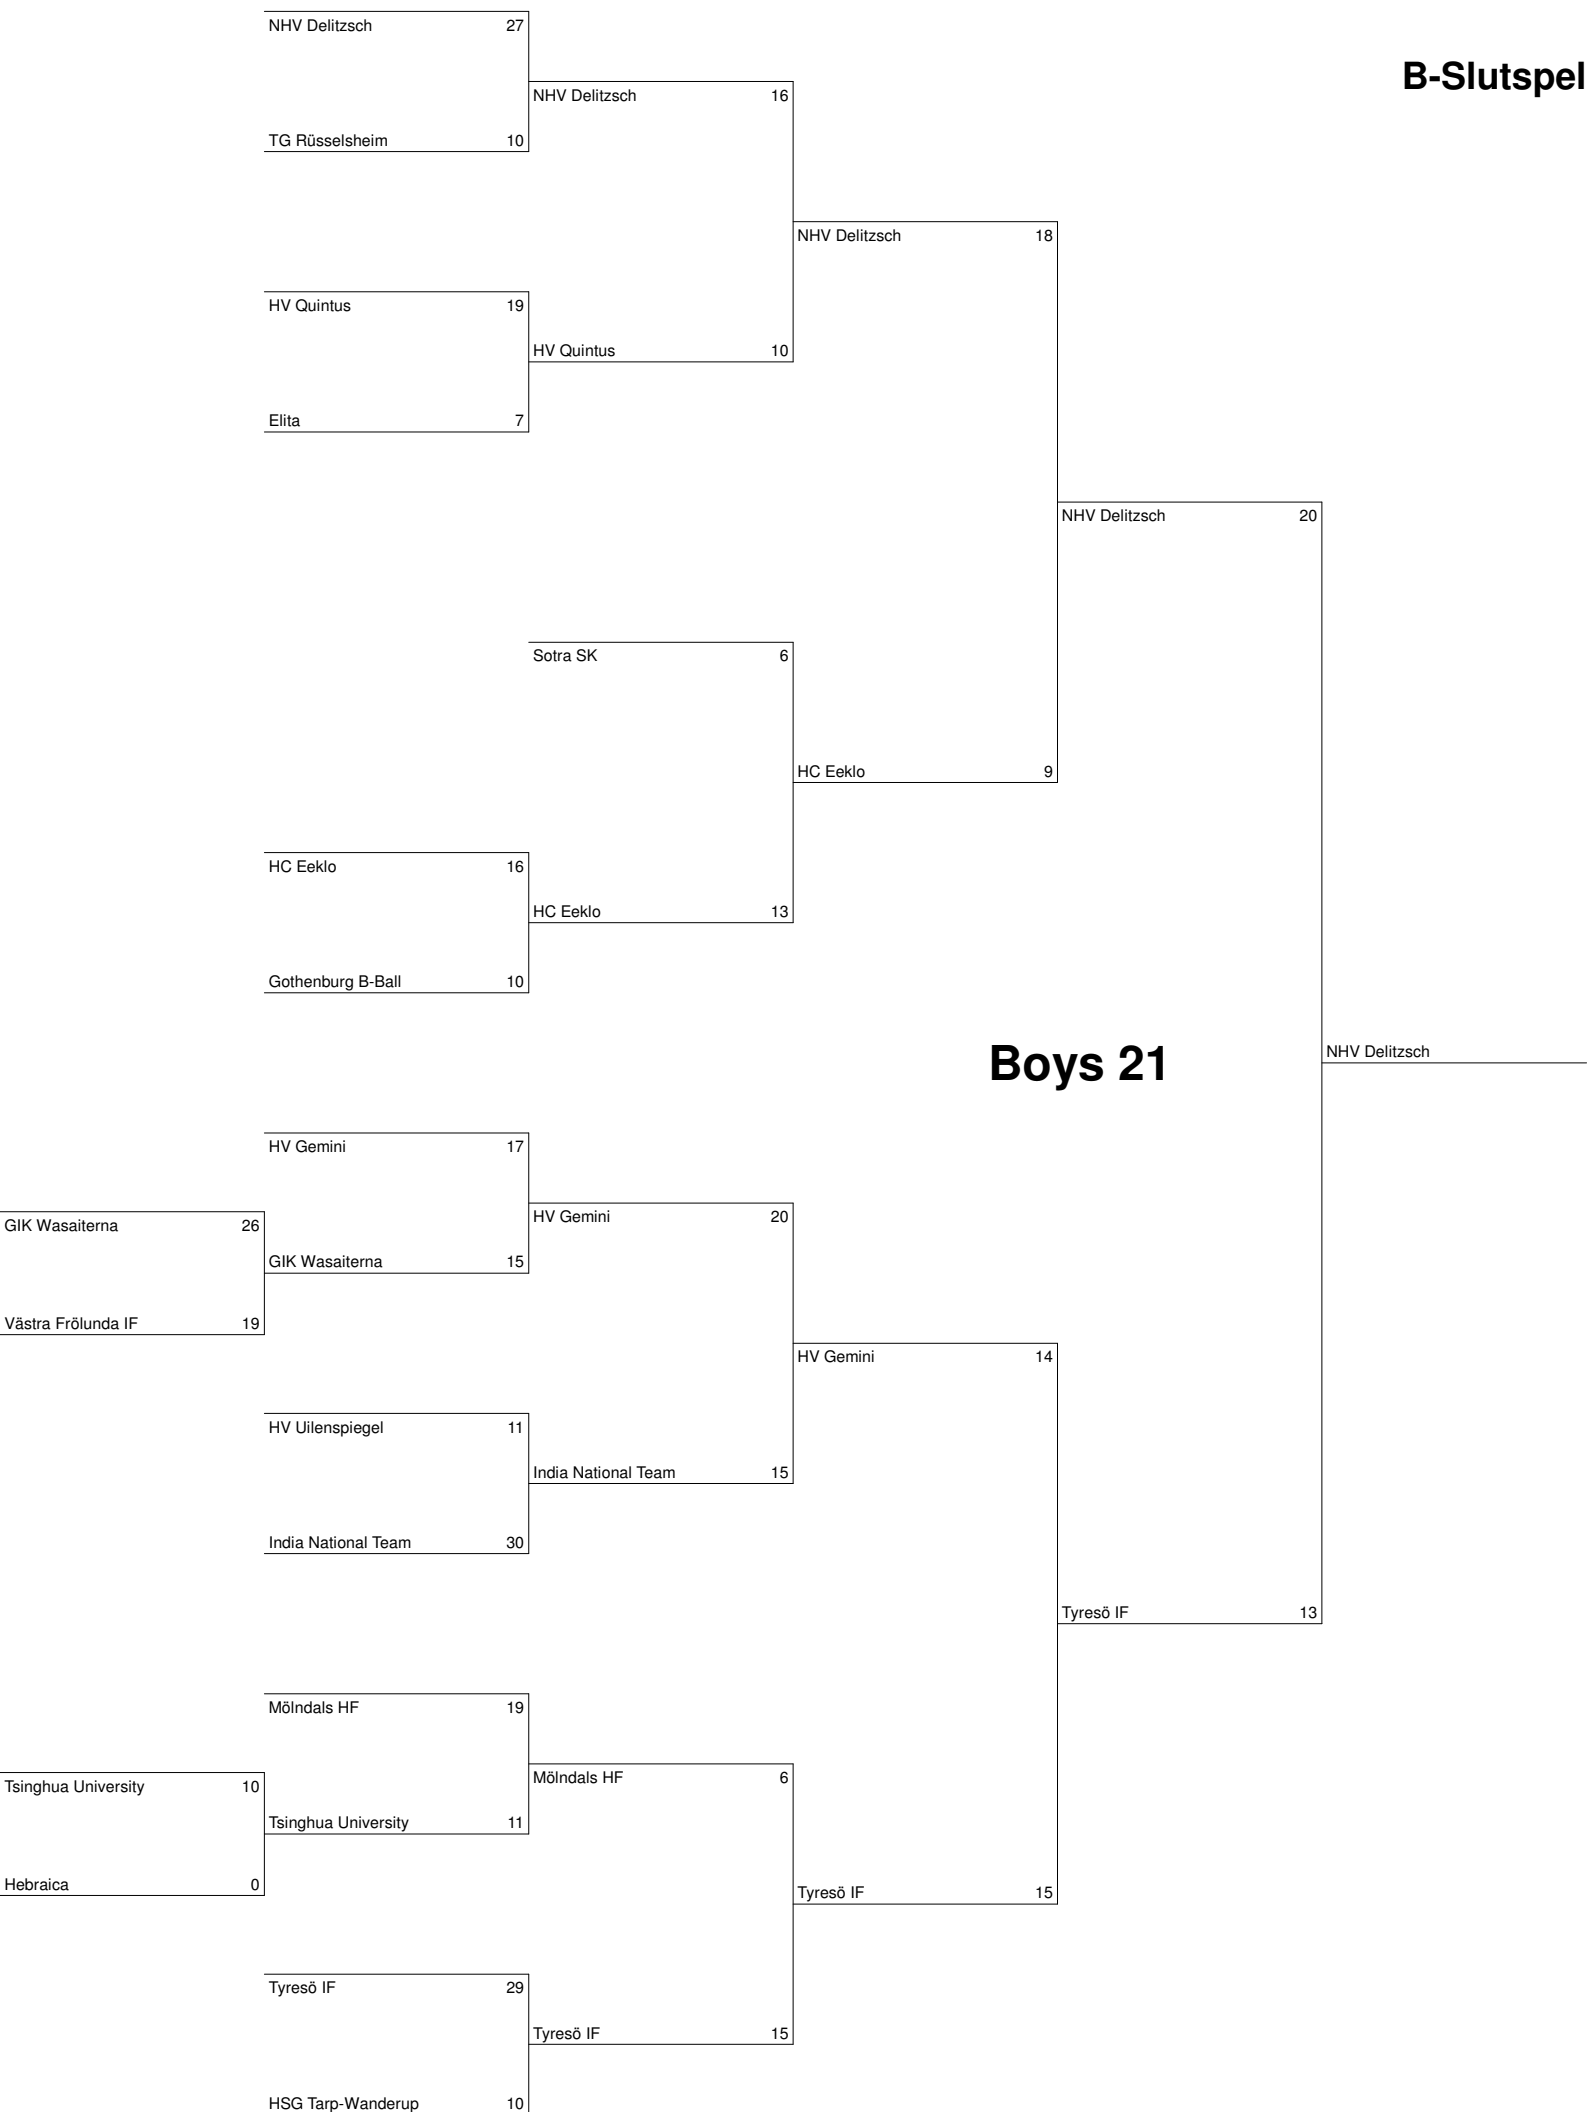 NHV Delitzsch 27
B-Slutspel
NHV Delitzsch 16
TG Rüsselsheim 10
NHV Delitzsch 18
HV Quintus 19
HV Quintus 10
Elita 7
NHV Delitzsch 20
Sotra SK 6
HC Eeklo 9
HC Eeklo 16
HC Eeklo 13
Gothenburg B-Ball 10
Boys 21
NHV Delitzsch
HV Gemini 17
HV Gemini 20
GIK Wasaiterna 26
GIK Wasaiterna 15
Västra Frölunda IF 19
HV Gemini 14
HV Uilenspiegel 11
India National Team 15
India National Team 30
Tyresö IF 13
Mölndals HF 19
Mölndals HF 6
Tsinghua University 10
Tsinghua University 11
Hebraica 0
Tyresö IF 15
Tyresö IF 29
Tyresö IF 15
HSG Tarp-Wanderup 10